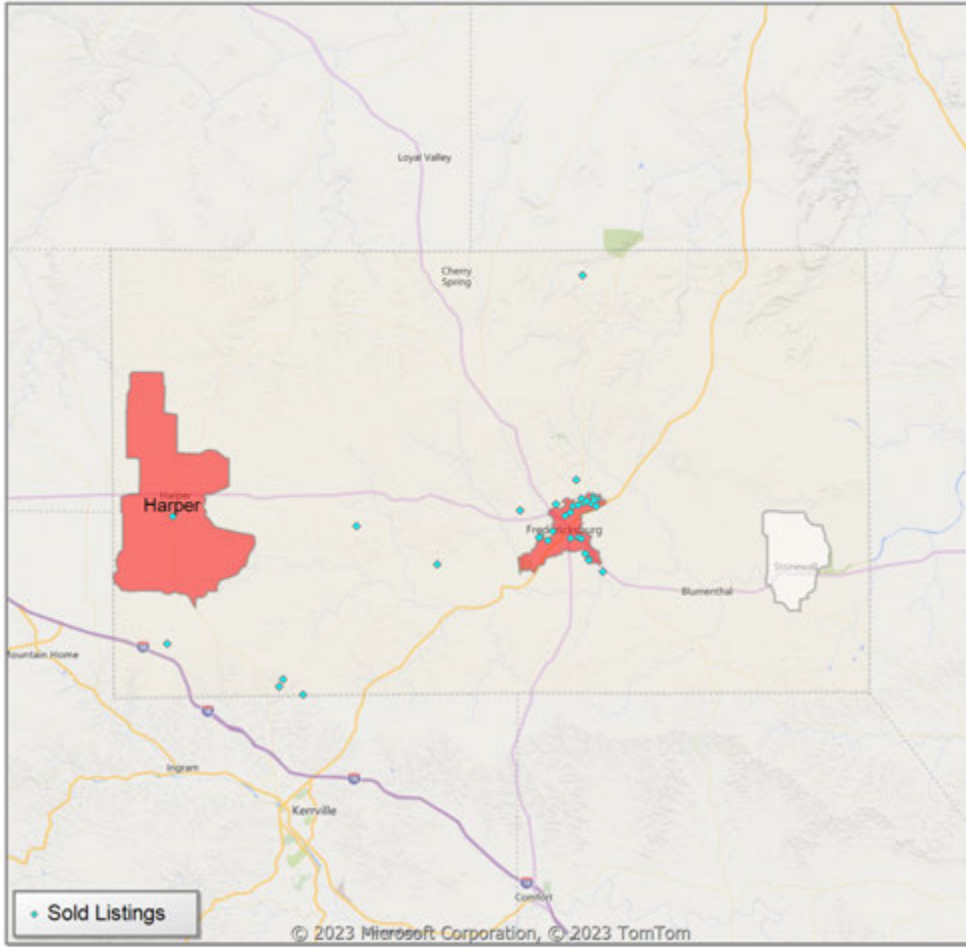 Loyal Valley
Cherry
Spring
Harper
Harper
Fredericksburg
Stonewall
Blumenthal
Mountain Home
Ingram
Kerrville
Comfort
Sold Listings
© 2023 Microsoft Corporation, © 2023 TomTom